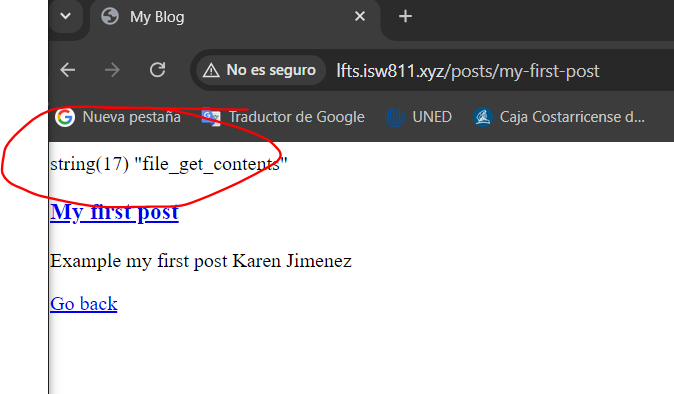 My Blog
No es seguro lfts.isw811.xyz/posts/my-first-post
Nueva pestaña Traductor de Google UNED Caja Costarricense d...
string(17) "file_get_contents"
My first post
Example my first post Karen Jimenez
Go back